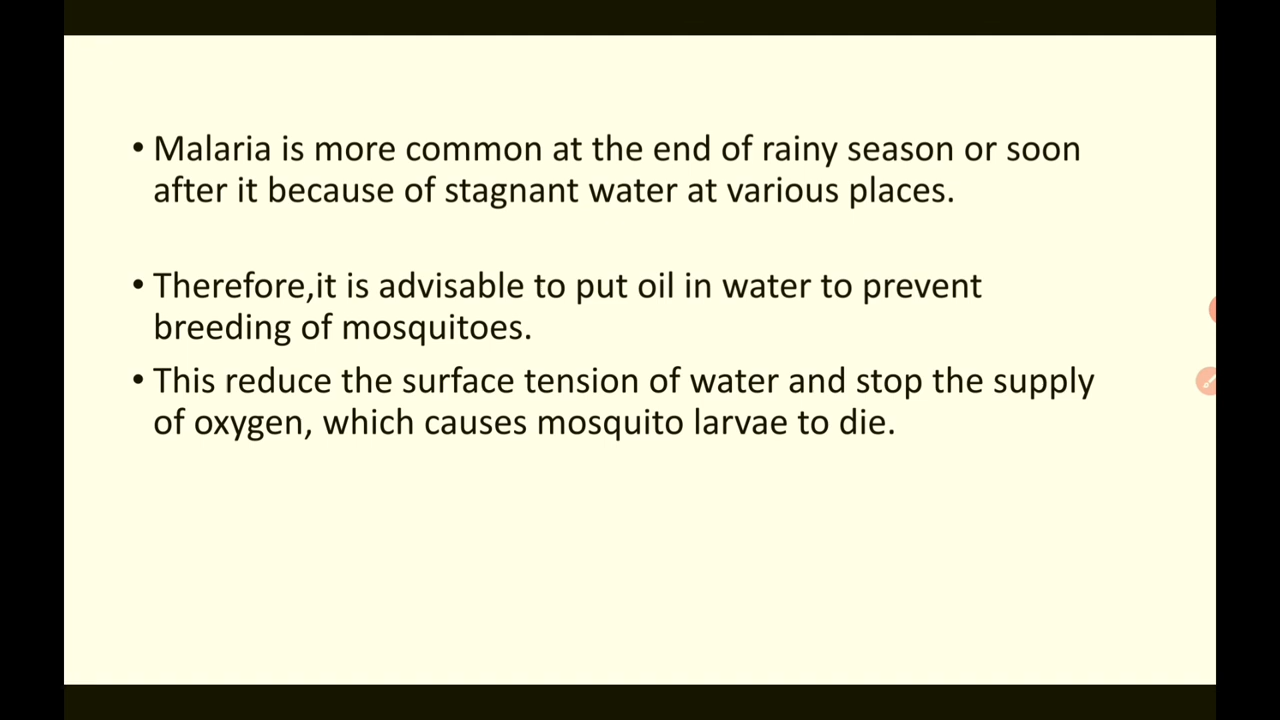 • Malaria is more common at the end of rainy season or soon
after it because of stagnant water at various places.
• Therefore,it is advisable to put oil in water to prevent
breeding of mosquitoes.
• This reduce the surface tension of water and stop the supply
of oxygen, which causes mosquito larvae to die.